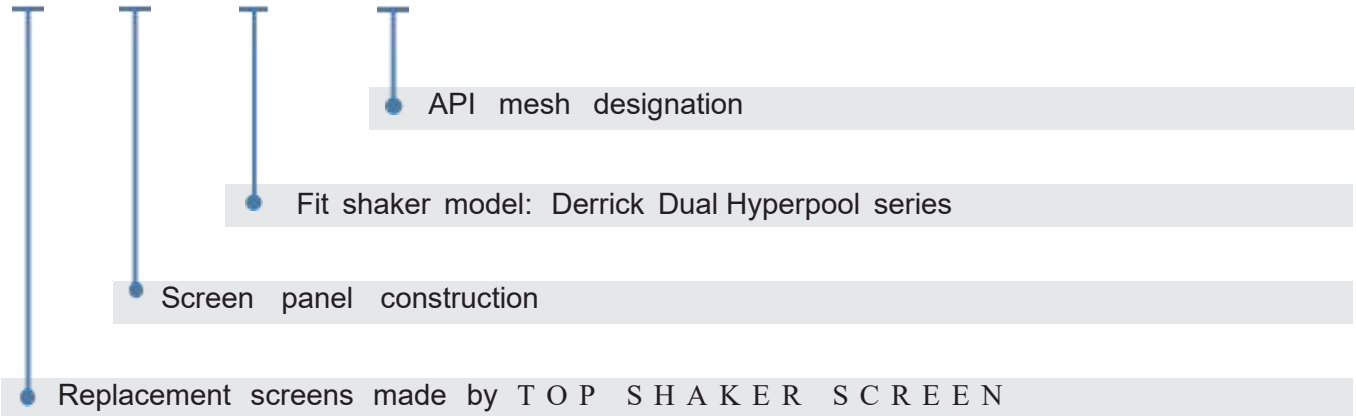 API mesh designation
Fit shaker model: Derrick Dual Hyperpool series
Screen panel construction
Replacement screens made by TOP SHAKER SCREEN